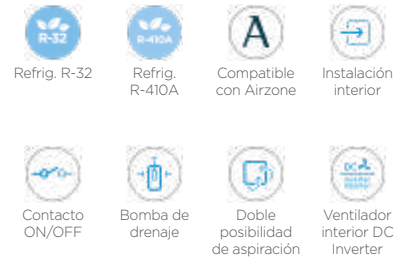 R-32
R-410A
A
Refrig. R-32
Refrig.
R-410A
Compatible
con Airzone
Instalación
interior
DC
Contacto
ON/OFF
Bomba de
drenaje
Doble
posibilidad
de aspiración
Ventilador
interior DC
Inverter